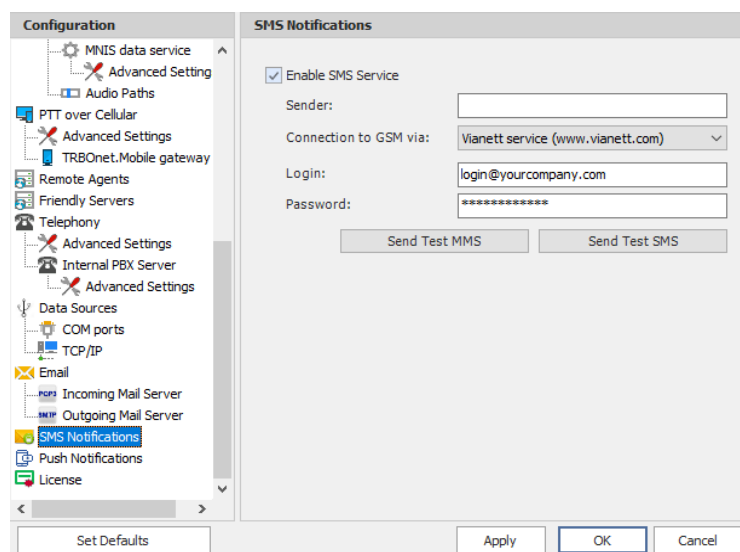 Configuration
MNIS data service
Advanced Setting
Audio Paths
PTT over Cellular
Advanced Settings
TRBOnet.Mobile gateway
Remote Agents
Friendly Servers
Telephony
Advanced Settings
Internal PBX Server
Advanced Settings
Data Sources
COM ports
TCP/IP
Email
POP3 Incoming Mail Server
SMTP Outgoing Mail Server
SMS Notifications
Push Notifications
License
Set Defaults
SMS Notifications
Enable SMS Service
Sender:
Connection to GSM via: Vianett service (www.vianett.com)
Login: login@yourcompany.com
Password: ************
Send Test MMS Send Test SMS
Apply OK Cancel